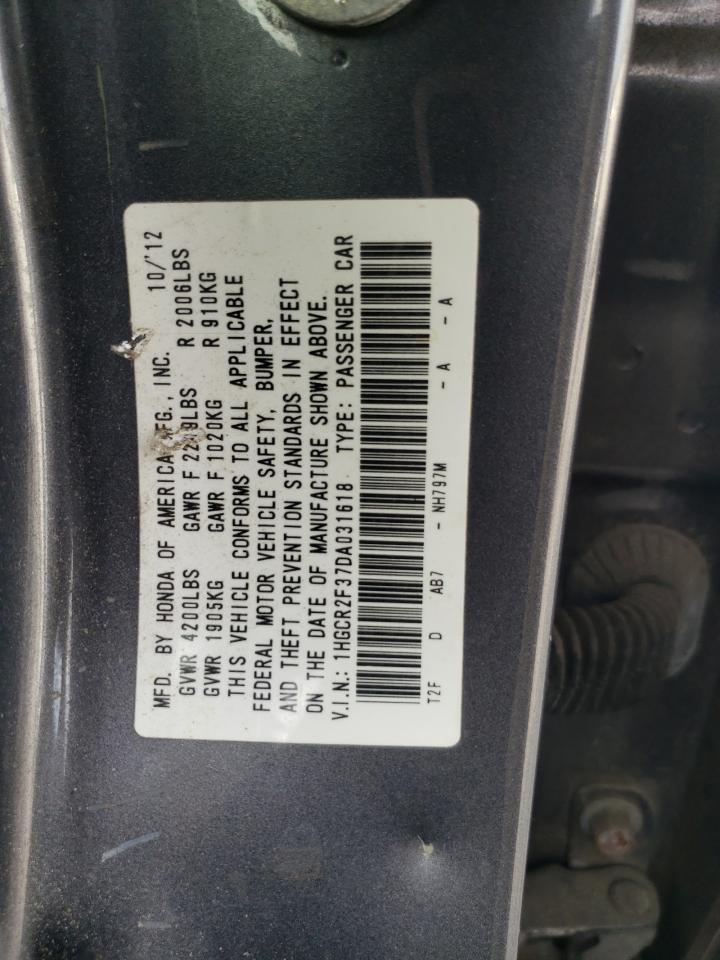 MFD. BY HONDA OF AMERICA MFG., INC. 10/'12
GVWR 4200LBS GAWR F LBS R 2006LBS
GVWR 1905KG GAWR F 1020KG R 910KG
THIS VEHICLE CONFORMS TO ALL APPLICABLE
FEDERAL MOTOR VEHICLE SAFETY, BUMPER,
AND THEFT PREVENTION STANDARDS IN EFFECT
ON THE DATE OF MANUFACTURE SHOWN ABOVE.
V.I.N.: 1HGCR2F37DA031618 TYPE: PASSENGER CAR
T2F D AB7 - NH797M - A - A